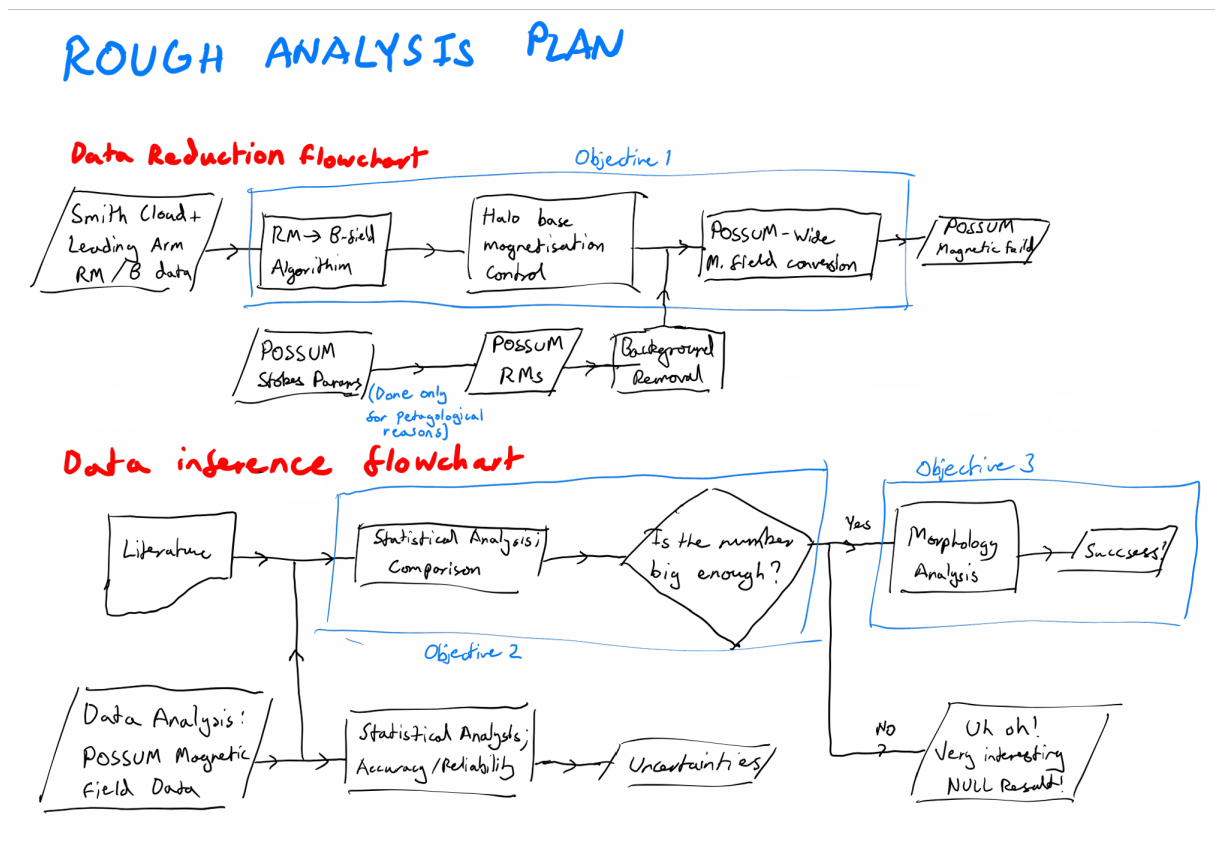 ROUGH ANALYSIS PLAN
Data Reduction flowchart
Objective 1
Smith Cloud +
Leading Arm
RM / B data
RM → B-field
Algorithim
Halo base
magnetisation
Control
POSSUM-Wide
M. field conversion
POSSUM
Magnetic Feild
POSSUM
Stokes Params
(Done only
for petagological
reasons)
POSSUM
RMs
Background
Removal
Data inference flowchart
Objective 3
Literature
Statistical Analysis;
Comparison
Is the number
big enough?
Yes
Morphology
Analysis
Succsess!
Objective 2
Data Analysis:
POSSUM Magnetic
Field Data
Statistical Analysis;
Accuracy/Reliability
Uncertainties
No
Uh oh!
Very interesting
NULL Result!